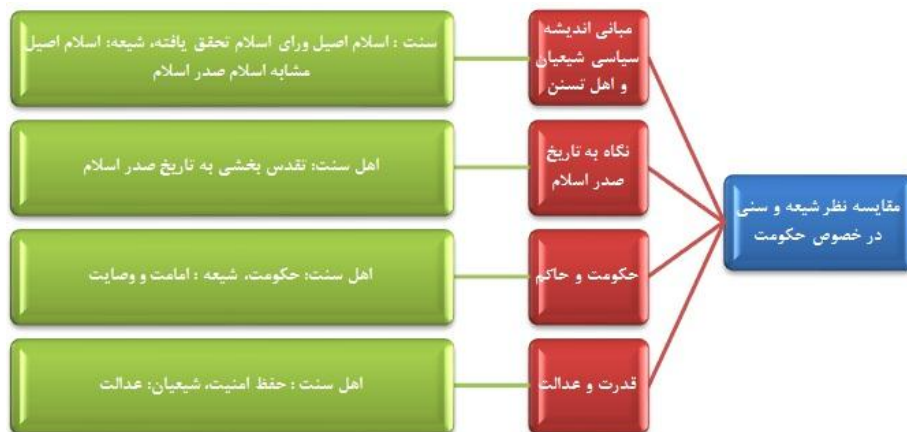 مقایسه نظر شیعه و سنی
در خصوص حکومت
مبانی اندیشه
سیاسی شیعیان
و اهل تسنن
سنت : اسلام اصیل ورای اسلام تحقق یافته، شیعه: اسلام اصیل
مشابه اسلام صدر اسلام
نگاه به تاریخ
صدر اسلام
اهل سنت: تقدس بخشی به تاریخ صدر اسلام
حکومت و حاکم
اهل سنت: حکومت، شیعه : امامت و وصایت
قدرت و عدالت
اهل سنت : حفظ امنیت، شیعیان: عدالت